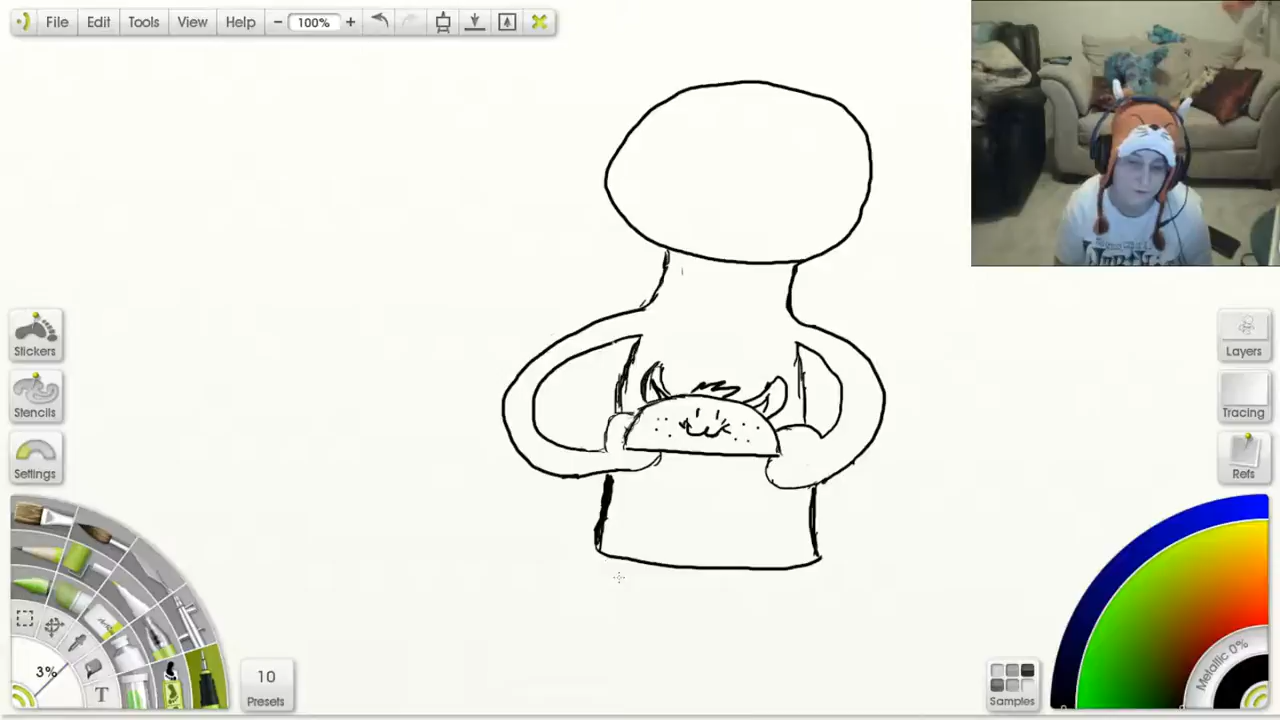 File Edit Tools View Help 100%
Stickers
Stencils
Settings
3%
T
10
Presets
Layers
Tracing
Refs
Metallic 0%
Samples